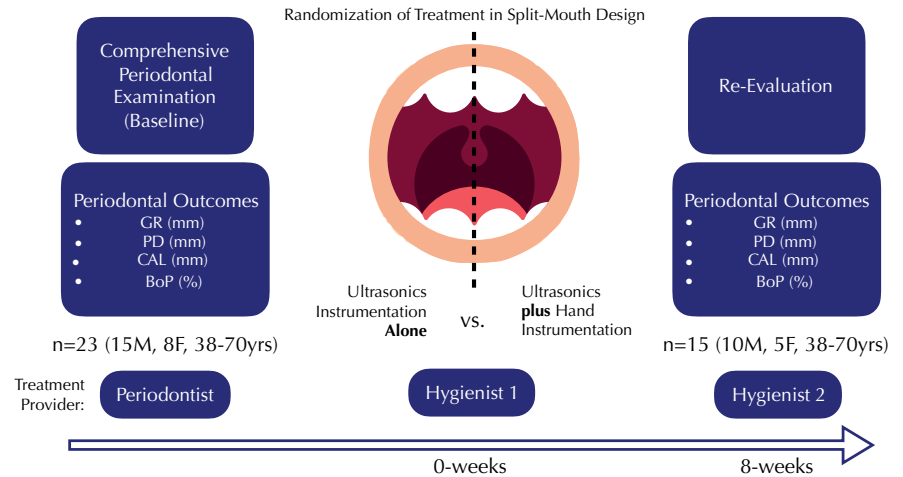 Randomization of Treatment in Split-Mouth Design
Comprehensive
Periodontal
Examination
(Baseline)
Periodontal Outcomes
• GR (mm)
• PD (mm)
• CAL (mm)
• BoP (%)
n=23 (15M, 8F, 38-70yrs)
Ultrasonics
Instrumentation
Alone
vs.
Ultrasonics
plus Hand
Instrumentation
Re-Evaluation
Periodontal Outcomes
• GR (mm)
• PD (mm)
• CAL (mm)
• BoP (%)
n=15 (10M, 5F, 38-70yrs)
Treatment
Provider:
Periodontist
Hygienist 1
Hygienist 2
0-weeks
8-weeks